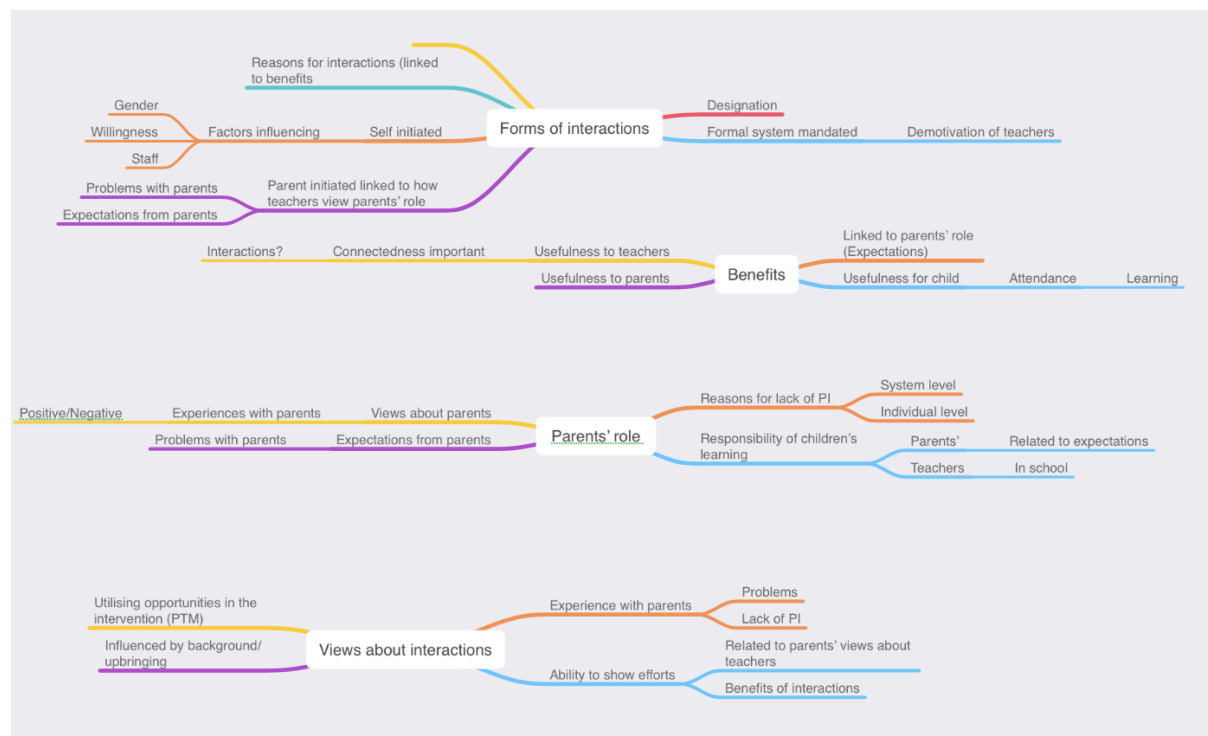 Reasons for interactions (linked
to benefits
Gender
Willingness
Staff
Factors influencing
Self initiated
Problems with parents
Expectations from parents
Parent initiated linked to how
teachers view parents' role
Forms of interactions
Designation
Formal system mandated
Demotivation of teachers
Interactions?
Connectedness important
Usefulness to teachers
Usefulness to parents
Benefits
Linked to parents' role
(Expectations)
Usefulness for child
Attendance
Learning
Positive/Negative
Experiences with parents
Views about parents
Problems with parents
Expectations from parents
Parents' role
Reasons for lack of PI
System level
Individual level
Responsibility of children's
learning
Parents'
Related to expectations
Teachers
In school
Utilising opportunities in the
intervention (PTM)
Influenced by background/
upbringing
Views about interactions
Experience with parents
Problems
Lack of PI
Ability to show efforts
Related to parents' views about
teachers
Benefits of interactions